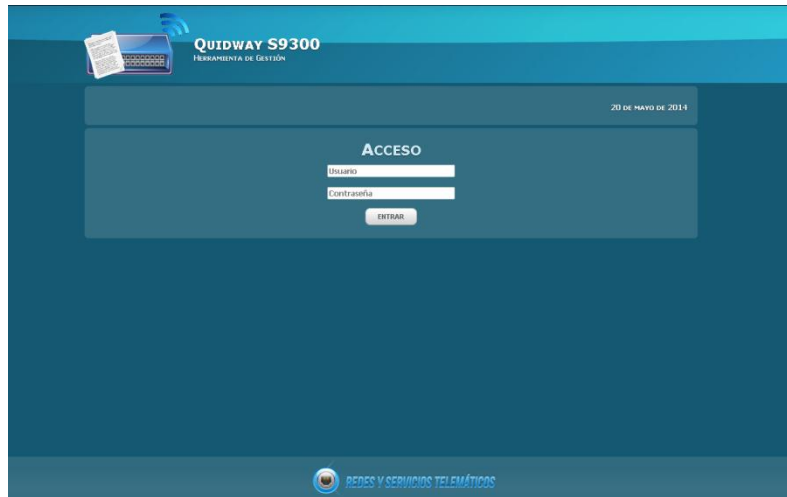 Quidway S9300
Herramienta de Gestión
20 de mayo de 2014
Acceso
Usuario
Contraseña
ENTRAR
REDES Y SERVICIOS TELEMÁTICOS